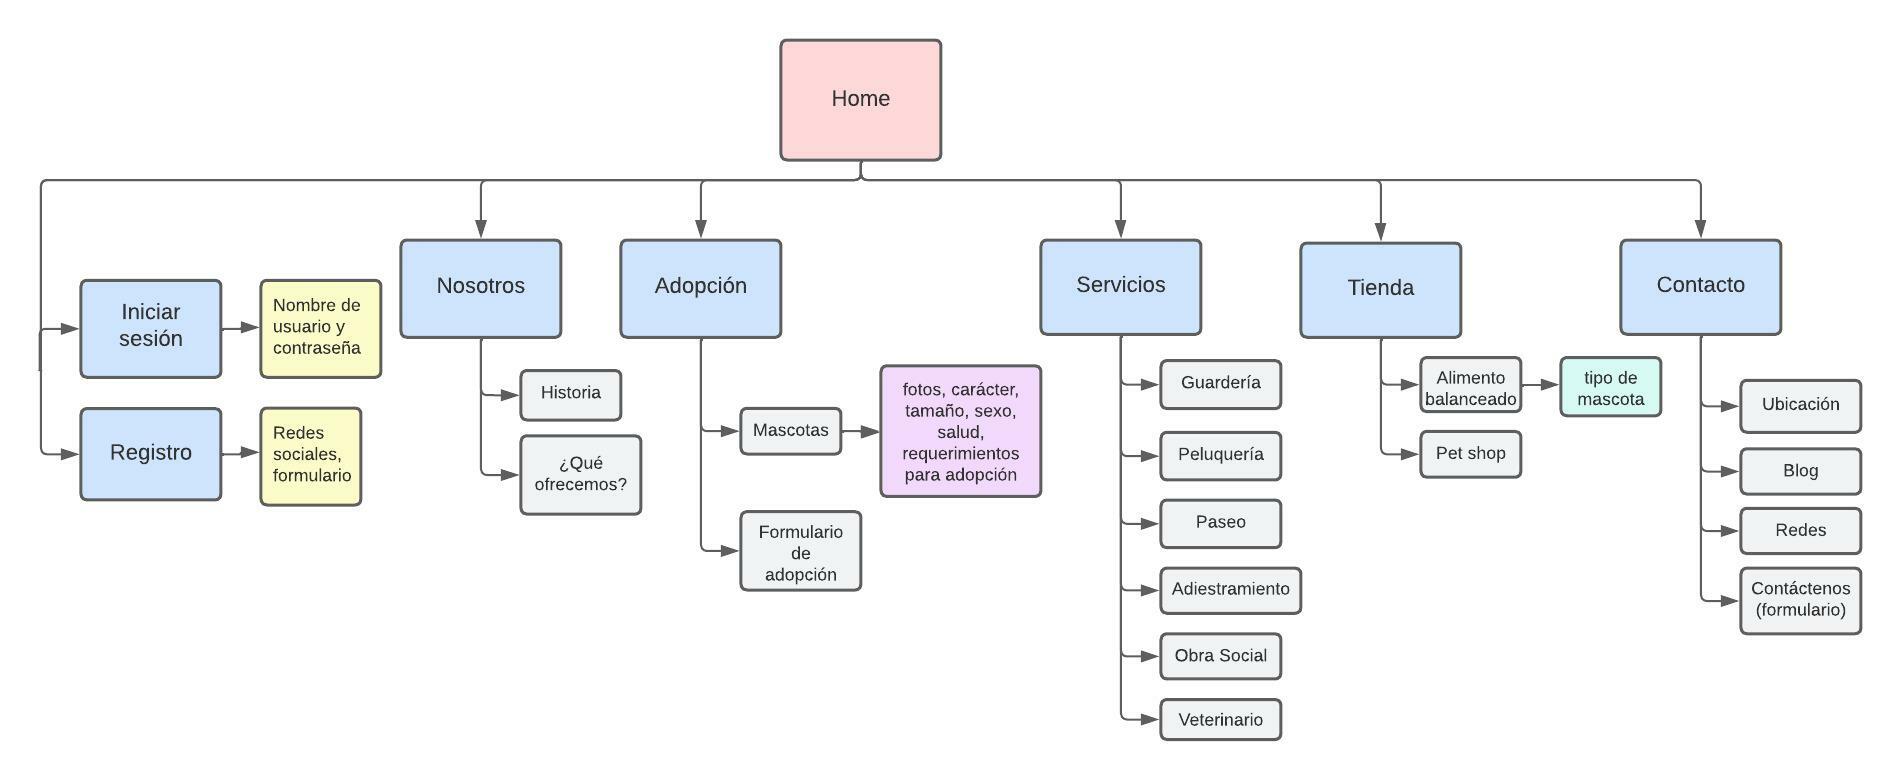 Home
Iniciar
sesión
Nombre de
usuario y
contraseña
Registro
Redes
sociales,
formulario
Nosotros
Historia
¿Qué
ofrecemos?
Adopción
Mascotas
fotos, carácter,
tamaño, sexo,
salud,
requerimientos
para adopción
Formulario
de
adopción
Servicios
Guardería
Peluquería
Paseo
Adiestramiento
Obra Social
Veterinario
Tienda
Alimento
balanceado
tipo de
mascota
Pet shop
Contacto
Ubicación
Blog
Redes
Contáctenos
(formulario)